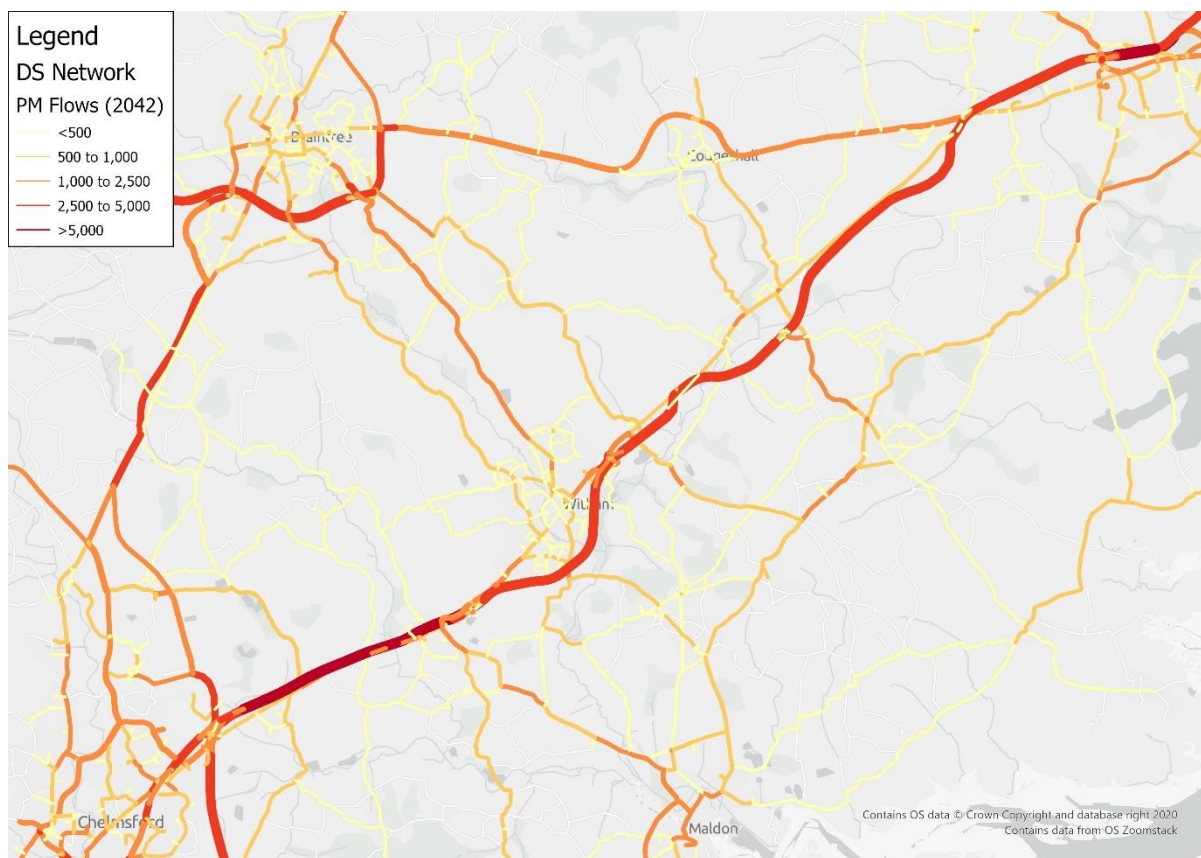 Legend
DS Network
PM Flows (2042)
<500
500 to 1,000
1,000 to 2,500
2,500 to 5,000
>5,000
Braintree
Coggeshall
Witham
Chelmsford
Maldon
Contains OS data © Crown Copyright and database right 2020
Contains data from OS Zoomstack